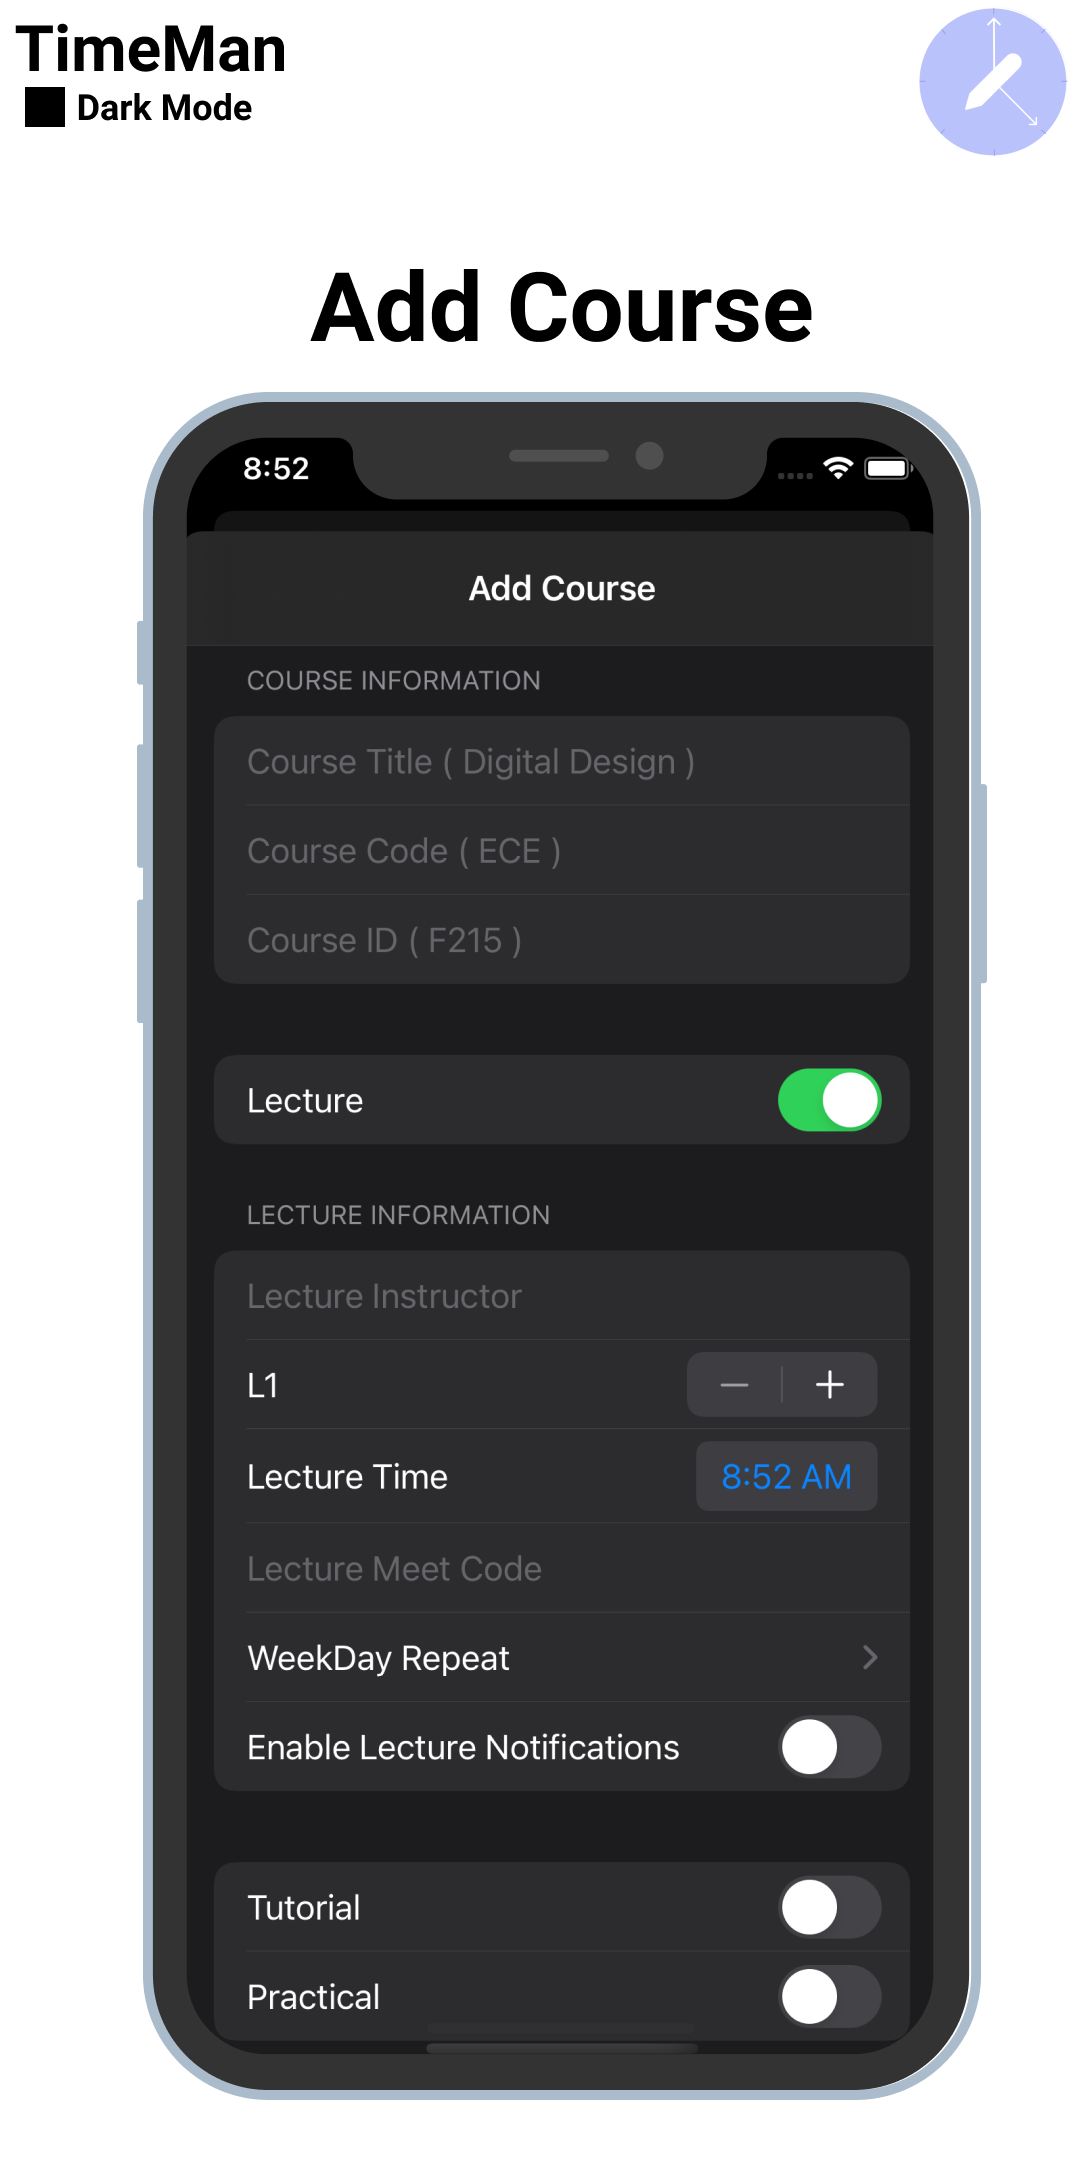 TimeMan
Dark Mode
Add Course
8:52
Add Course
COURSE INFORMATION
Course Title ( Digital Design )
Course Code ( ECE )
Course ID ( F215 )
Lecture
LECTURE INFORMATION
Lecture Instructor
L1
Lecture Time 8:52 AM
Lecture Meet Code
WeekDay Repeat
Enable Lecture Notifications
Tutorial
Practical